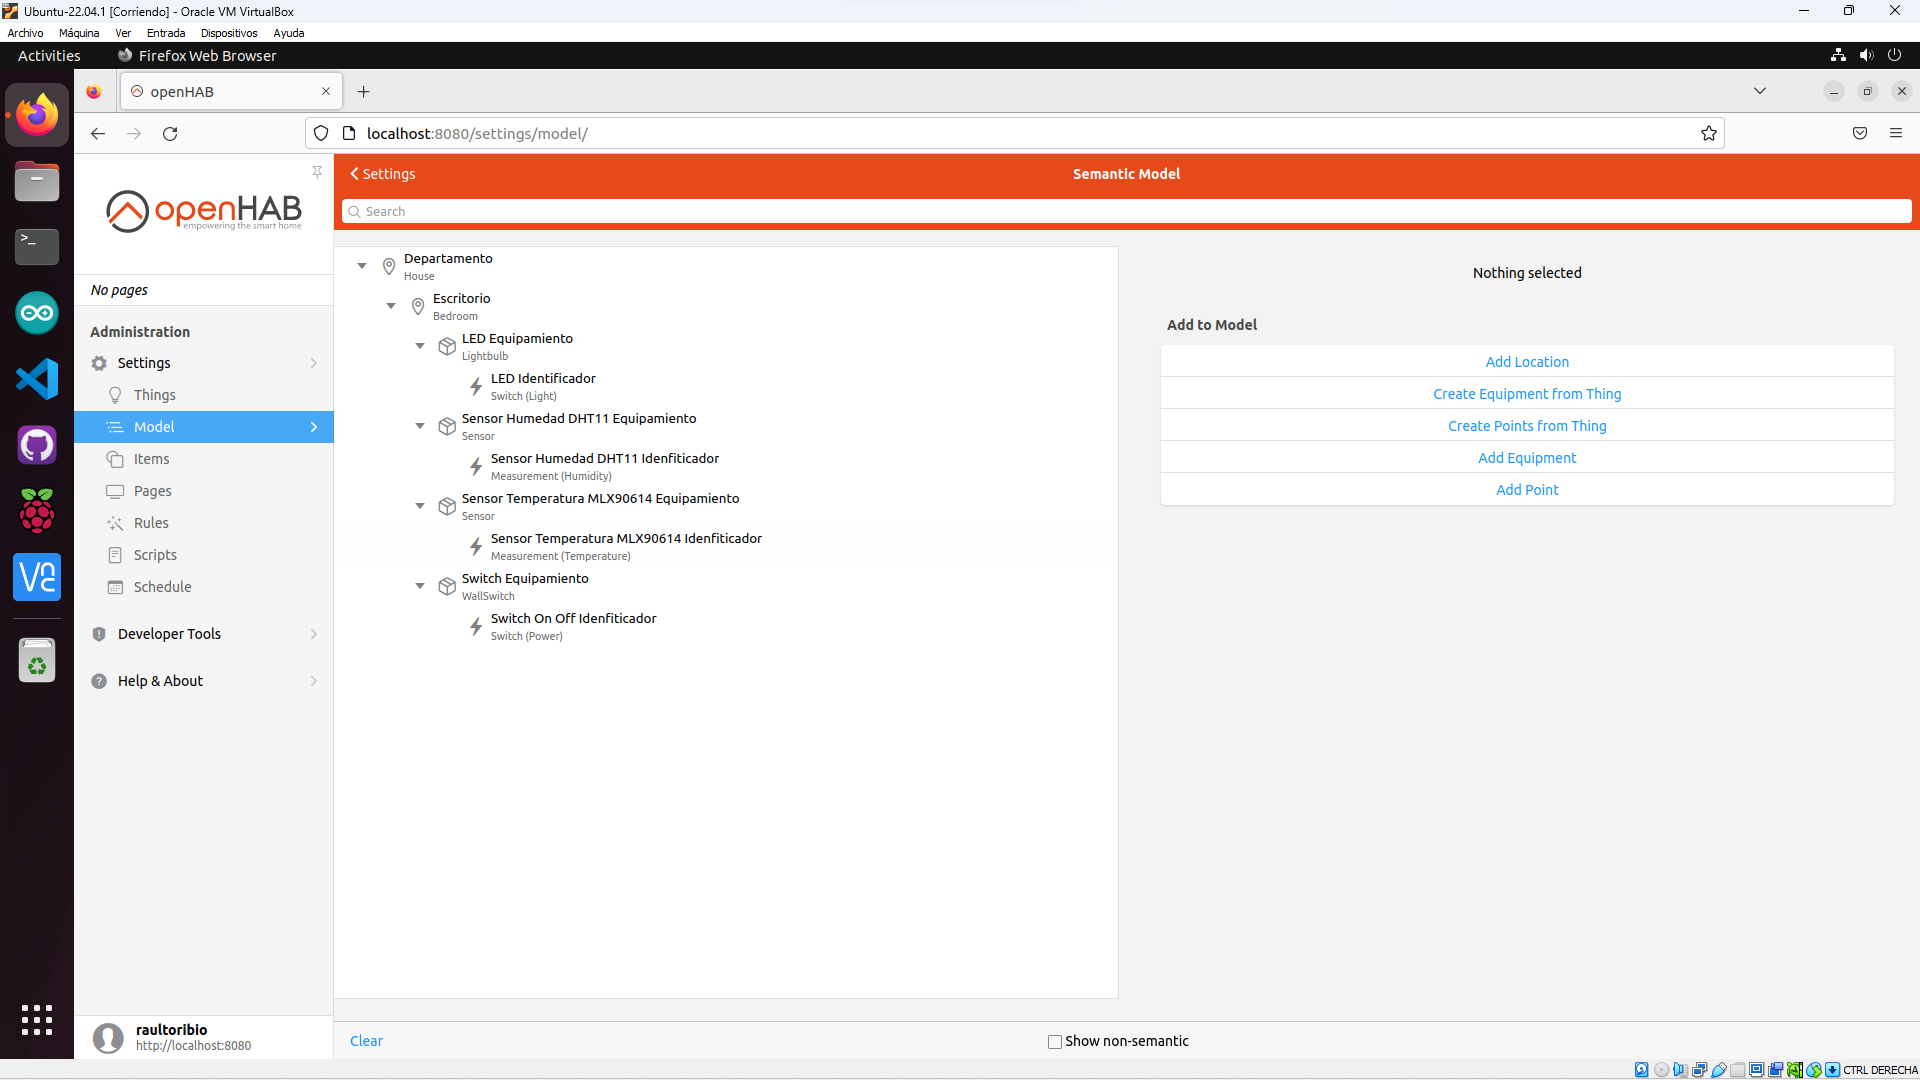 Ubuntu-22.04.1 [Corriendo] - Oracle VM VirtualBox
Archivo Máquina Ver Entrada Dispositivos Ayuda
Activities Firefox Web Browser
openHAB
localhost:8080/settings/model/
openHAB
empowering the smart home
No pages
Administration
Settings
Things
Model
Items
Pages
Rules
Scripts
Schedule
Developer Tools
Help & About
raultoribio
http://localhost:8080
Settings
Semantic Model
Search
Departamento
House
Escritorio
Bedroom
LED Equipamiento
Lightbulb
LED Identificador
Switch (Light)
Sensor Humedad DHT11 Equipamiento
Sensor
Sensor Humedad DHT11 Idenfiticador
Measurement (Humidity)
Sensor Temperatura MLX90614 Equipamiento
Sensor
Sensor Temperatura MLX90614 Idenfiticador
Measurement (Temperature)
Switch Equipamiento
WallSwitch
Switch On Off Idenfiticador
Switch (Power)
Nothing selected
Add to Model
Add Location
Create Equipment from Thing
Create Points from Thing
Add Equipment
Add Point
Clear
Show non-semantic
CTRL DERECHA